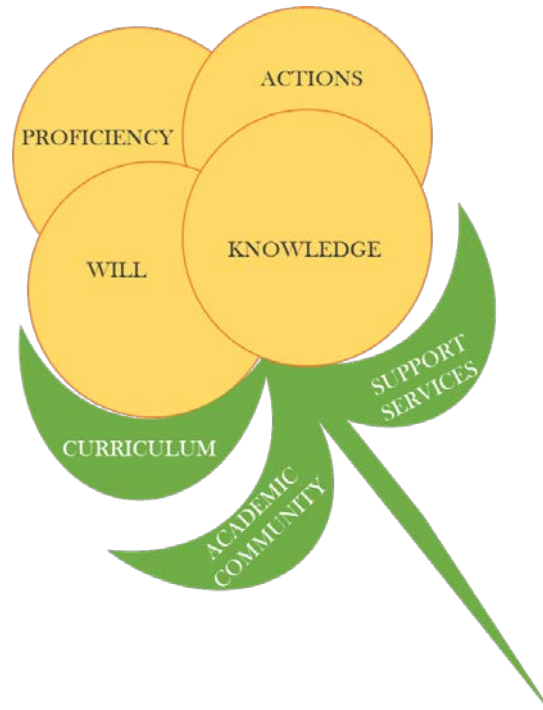 ACTIONS
PROFICIENCY
KNOWLEDGE
WILL
SUPPORT
SERVICES
CURRICULUM
ACADEMIC
COMMUNITY